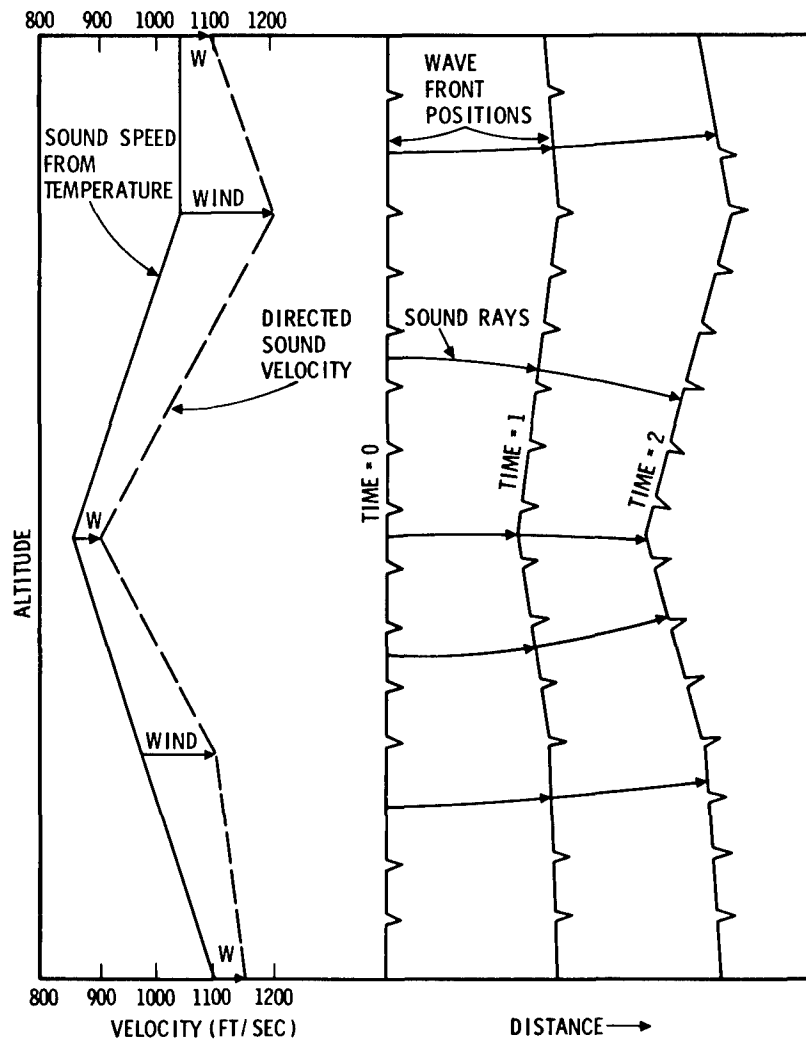 800 900 1000 1100 1200
W
WAVE
FRONT
POSITIONS
SOUND SPEED
FROM
TEMPERATURE
WIND
DIRECTED
SOUND
VELOCITY
SOUND RAYS
TIME = 0
TIME = 1
TIME = 2
W
ALTITUDE
WIND
W
800 900 1000 1100 1200
VELOCITY (FT/SEC)
DISTANCE